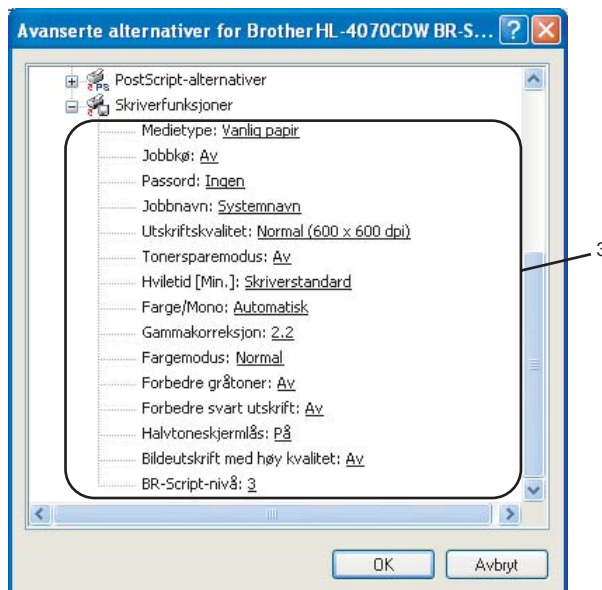 Avanserte alternativer for Brother HL-4070CDW BR-S...
PostScript-alternativer
Skriverfunksjoner
Medietype: Vanlig papir
Jobbkø: Av
Passord: Ingen
Jobbnavn: Systemnavn
Utskriftskvalitet: Normal (600 x 600 dpi)
Tonersparemodus: Av
Hviletid [Min.]: Skriverstandard
Farge/Mono: Automatisk
Gammakorreksjon: 2.2
Fargemodus: Normal
Forbedre gråtoner: Av
Forbedre svart utskrift: Av
Halvtoneskjermlås: På
Bildeutskrift med høy kvalitet: Av
BR-Script-nivå: 3
3
OK
Avbryt